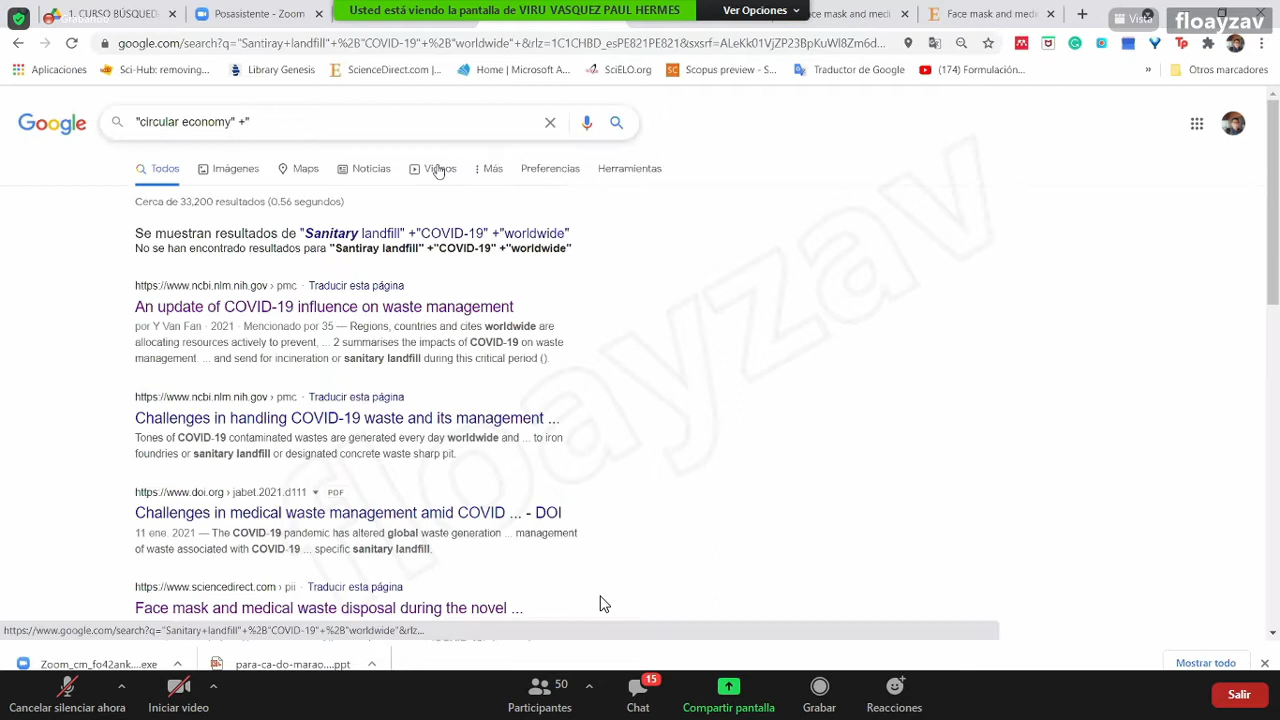 1. CURSO BÚSQUED
Grabando
Posasistente - Zoom
Usted está viendo la pantalla de VIRU VASQUEZ PAUL HERMES
Ver Opciones
ace mask and medi
Face mask and medi
Vista
floayzav
google.com/search?q="Santiray+landfill"+%2B"COVID-19"
Aplicaciones
Sci-Hub: removing...
Library Genesis
ScienceDirect.com |...
Home | Microsoft A...
SciELO.org
Scopus preview - S...
Traductor de Google
(174) Formulación...
»
Otros marcadores
Google
"circular economy" +"
Todos
Imágenes
Maps
Noticias
Vídeos
Más
Preferencias
Herramientas
Cerca de 33,200 resultados (0.56 segundos)
Se muestran resultados de "Sanitary landfill" +"COVID-19" +"worldwide"
No se han encontrado resultados para "Santiray landfill" +"COVID-19" +"worldwide"
https://www.ncbi.nlm.nih.gov › pmc · Traducir esta página
An update of COVID-19 influence on waste management
por Y Van Fan · 2021 · Mencionado por 35 — Regions, countries and cites worldwide are
allocating resources actively to prevent, ... 2 summarises the impacts of COVID-19 on waste
management. ... and send for incineration or sanitary landfill during this critical period ().
https://www.ncbi.nlm.nih.gov › pmc · Traducir esta página
Challenges in handling COVID-19 waste and its management ...
Tones of COVID-19 contaminated wastes are generated every day worldwide and ... to iron
foundries or sanitary landfill or designated concrete waste sharp pit.
https://www.doi.org › jabet.2021.d111 PDF
Challenges in medical waste management amid COVID ... - DOI
11 ene. 2021 — The COVID-19 pandemic has altered global waste generation ... management
of waste associated with COVID-19 ... specific sanitary landfill.
https://www.sciencedirect.com › pii · Traducir esta página
Face mask and medical waste disposal during the novel ...
https://www.google.com/search?q="Sanitary+landfill"+%2B"COVID-19"+%2B"worldwide"&rlz...
floayzav
Zoom_cm_fo42ank....exe
para-ca-do-marao....ppt
Mostrar todo
Cancelar silenciar ahora
Iniciar video
50
Participantes
15
Chat
Compartir pantalla
Grabar
Reacciones
Salir